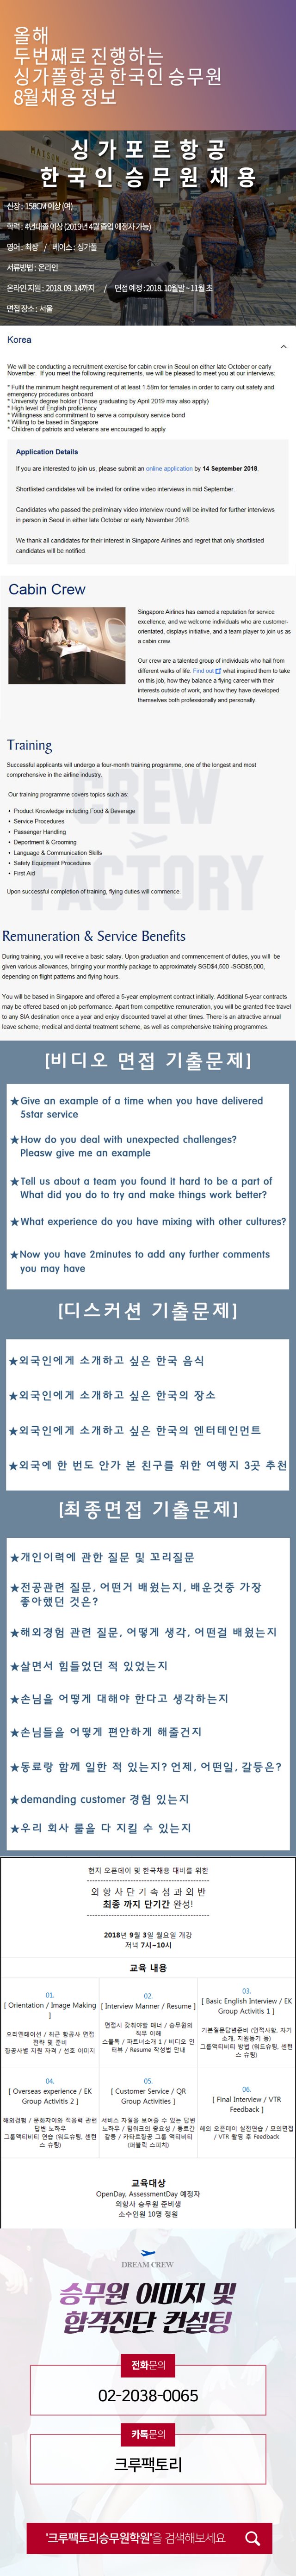 올해
두번째로 진행하는
싱가폴항공 한국인 승무원
8월 채용 정보
싱가포르항공
한국인승무원채용
신장 : 158CM 이상 (여)
학력 : 4년대졸 이상 (2019년 4월 졸업 예정자 가능)
영어 : 최상 / 베이스 : 싱가폴
서류방법 : 온라인
온라인 지원 : 2018. 09. 14까지 / 면접 예정 : 2018. 10월말 ~ 11월 초
면접 장소 : 서울
Korea
We will be conducting a recruitment exercise for cabin crew in Seoul on either late October or early
November. If you meet the following requirements, we will be pleased to meet you at our interviews:
* Fulfil the minimum height requirement of at least 1.58m for females in order to carry out safety and
emergency procedures onboard
* University degree holder (Those graduating by April 2019 may also apply)
* High level of English proficiency
* Willingness and commitment to serve a compulsory service bond
* Willing to be based in Singapore
* Children of patriots and veterans are encouraged to apply
Application Details
If you are interested to join us, please submit an online application by 14 September 2018.
Shortlisted candidates will be invited for online video interviews in mid September.
Candidates who passed the preliminary video interview round will be invited for further interviews
in person in Seoul in either late October or early November 2018.
We thank all candidates for their interest in Singapore Airlines and regret that only shortlisted
candidates will be notified.
Cabin Crew
Singapore Airlines has earned a reputation for service
excellence, and we welcome individuals who are customer-
orientated, displays initiative, and a team player to join us as
a cabin crew.
Our crew are a talented group of individuals who hail from
different walks of life. Find out what inspired them to take
on this job, how they balance a flying career with their
interests outside of work, and how they have developed
themselves both professionally and personally.
Training
Successful applicants will undergo a four-month training programme, one of the longest and most
comprehensive in the airline industry.
Our training programme covers topics such as:
• Product Knowledge including Food & Beverage
• Service Procedures
• Passenger Handling
• Deportment & Grooming
• Language & Communication Skills
• Safety Equipment Procedures
• First Aid
CREW
FACTORY
Upon successful completion of training, flying duties will commence.
Remuneration & Service Benefits
During training, you will receive a basic salary. Upon graduation and commencement of duties, you will be
given various allowances, bringing your monthly package to approximately SGD$4,500 -SGD$5,000,
depending on flight patterns and flying hours.
You will be based in Singapore and offered a 5-year employment contract initially. Additional 5-year contracts
may be offered based on job performance. Apart from competitive remuneration, you will be granted free travel
to any SIA destination once a year and enjoy discounted travel at other times. There is an attractive annual
leave scheme, medical and dental treatment scheme, as well as comprehensive training programmes.
[비디오 면접 기출문제]
★Give an example of a time when you have delivered
5star service
★How do you deal with unexpected challenges?
Pleasw give me an example
★Tell us about a team you found it hard to be a part of
What did you do to try and make things work better?
★What experience do you have mixing with other cultures?
★Now you have 2minutes to add any further comments
you may have
[디스커션 기출문제]
★외국인에게 소개하고 싶은 한국 음식
★외국인에게 소개하고 싶은 한국의 장소
★외국인에게 소개하고 싶은 한국의 엔터테인먼트
★외국에 한 번도 안가 본 친구를 위한 여행지 3곳 추천
[최종면접 기출문제]
★개인이력에 관한 질문 및 꼬리질문
★전공관련 질문, 어떤거 배웠는지, 배운것중 가장
좋아했던 것은?
★해외경험 관련 질문, 어떻게 생각, 어떤걸 배웠는지
★살면서 힘들었던 적 있었는지
★손님을 어떻게 대해야 한다고 생각하는지
★손님들을 어떻게 편안하게 해줄건지
★동료랑 함께 일한 적 있는지? 언제, 어떤일, 갈등은?
★demanding customer 경험 있는지
★우리 회사 룰을 다 지킬 수 있는지
현지 오픈데이 및 한국채용 대비를 위한
외항사단기속성과외반
최종 까지 단기간 완성!
2018년 9월 3일 월요일 개강
저녁 7시~10시
교육 내용
01.
[ Orientation / Image Making
]
오리엔테이션 / 최근 항공사 면접
전략 및 준비
항공사별 지원 자격 / 선호 이미지
02.
[ Interview Manner / Resume ]
면접시 갖춰야할 매너 / 승무원의
직무 이해
스몰톡 / 파트너소개 1 / 비디오 인
터뷰 / Resume 작성법 안내
03.
[ Basic English Interview / EK
Group Activitis 1 ]
기본질문답변준비 (인적사항, 자기
소개, 지원동기 등)
그룹액티비티 방법 (워드슈팅, 센텐
스 슈팅)
04.
[ Overseas experience / EK
Group Activitis 2 ]
해외경험 / 문화차이와 적응력 관련
답변 노하우
그룹액티비티 연습 (워드슈팅, 센텐
스 슈팅)
05.
[ Customer Service / QR
Group Activities ]
서비스 자질을 보여줄 수 있는 답변
노하우 / 팀워크의 중요성 / 동료간
갈등 / 카타르항공 그룹 액티비티
(퍼블릭 스피치)
06.
[ Final Interview / VTR
Feedback ]
해외 오픈데이 실전연습 / 모의면접
/ VTR 촬영 후 Feedback
교육대상
OpenDay, AssessmentDay 예정자
외항사 승무원 준비생
소수인원 10명 정원
DREAM CREW
승무원 이미지 및
합격진단 컨설팅
전화문의
02-2038-0065
카톡문의
크루팩토리
'크루팩토리승무원학원'을 검색해보세요